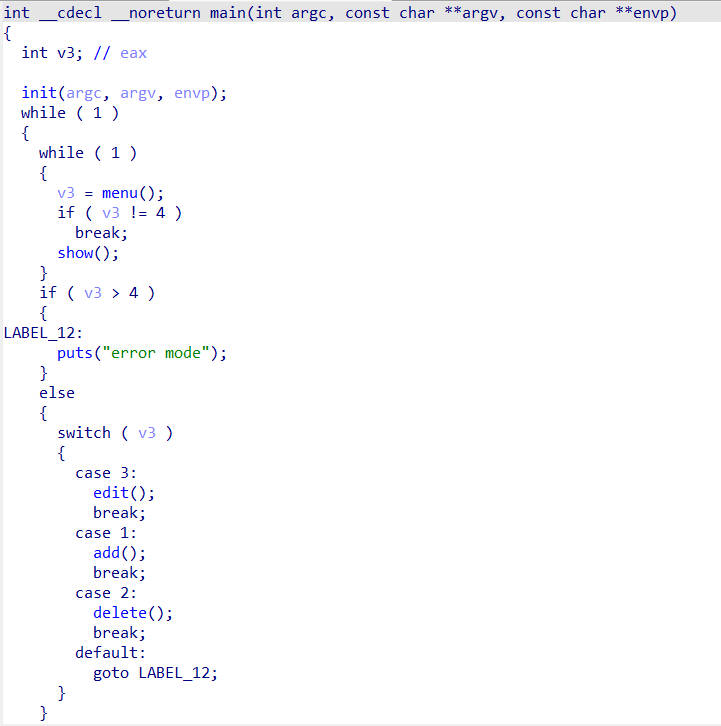 int __cdecl __noreturn main(int argc, const char **argv, const char **envp)
{
  int v3; // eax

  init(argc, argv, envp);
  while ( 1 )
  {
    while ( 1 )
    {
      v3 = menu();
      if ( v3 != 4 )
        break;
      show();
    }
    if ( v3 > 4 )
    {
LABEL_12:
      puts("error mode");
    }
    else
    {
      switch ( v3 )
      {
        case 3:
          edit();
          break;
        case 1:
          add();
          break;
        case 2:
          delete();
          break;
        default:
          goto LABEL_12;
      }
    }